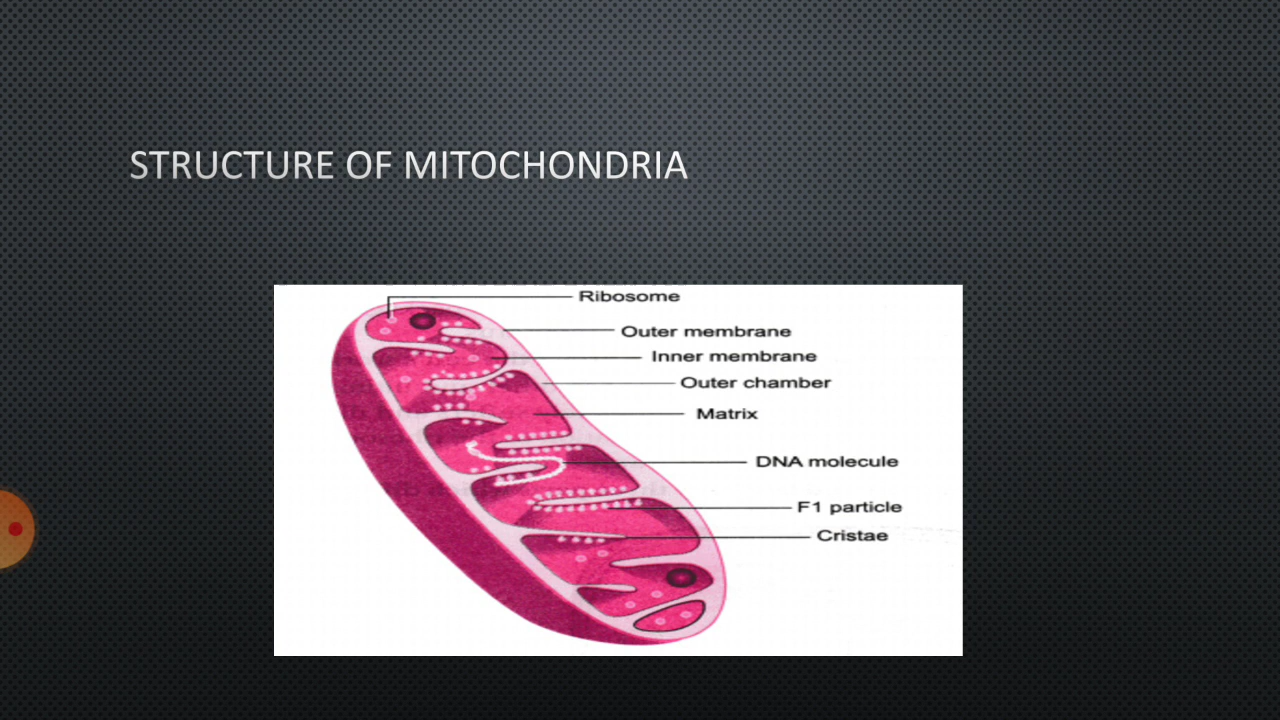 STRUCTURE OF MITOCHONDRIA
Ribosome
Outer membrane
Inner membrane
Outer chamber
Matrix
DNA molecule
F1 particle
Cristae